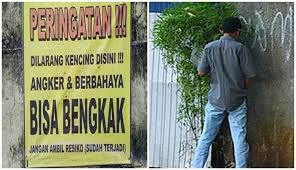 PERINGATAN !!!
DILARANG KENCING DISINI !!!
ANGKER & BERBAHAYA
BISA BENGKAK
JANGAN AMBIL RESIKO (SUDAH TERJADI)